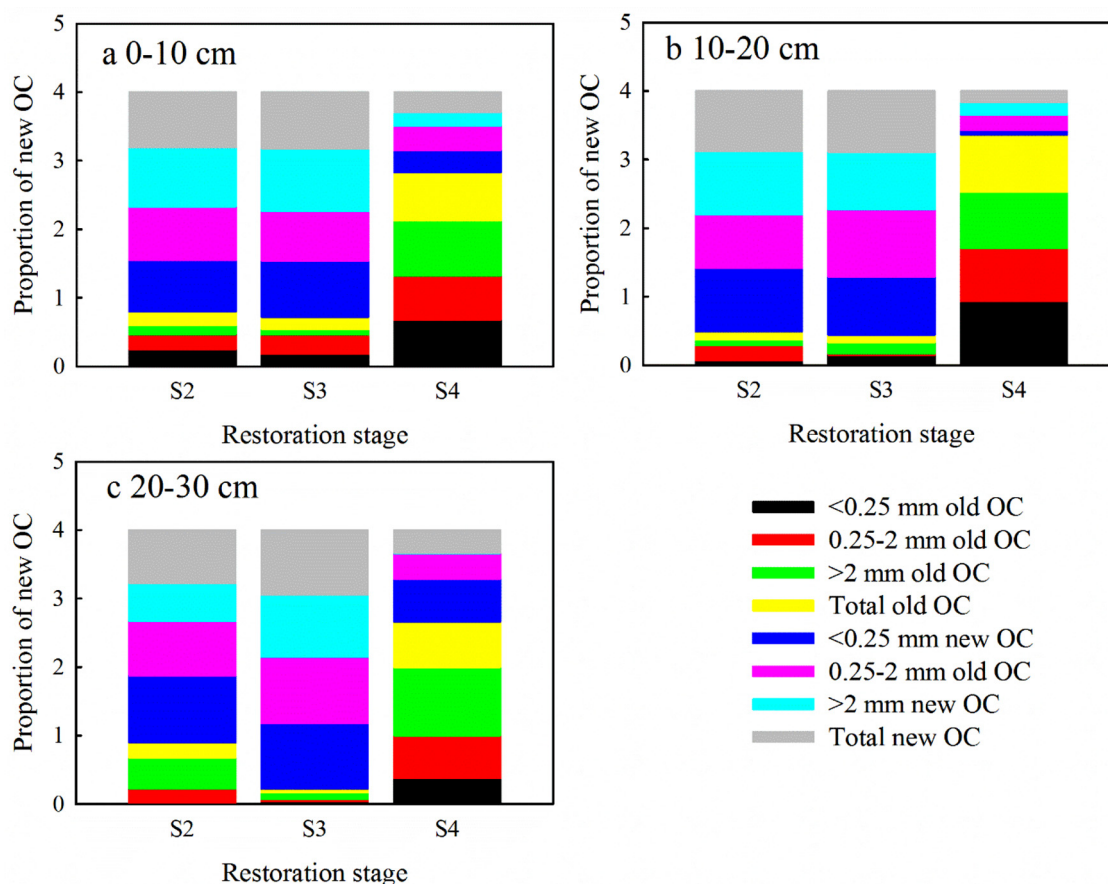 a 0-10 cm
Proportion of new OC
5
4
3
2
1
0
S2 S3 S4
Restoration stage
b 10-20 cm
Proportion of new OC
5
4
3
2
1
0
S2 S3 S4
Restoration stage
c 20-30 cm
Proportion of new OC
5
4
3
2
1
0
S2 S3 S4
Restoration stage
<0.25 mm old OC
0.25-2 mm old OC
>2 mm old OC
Total old OC
<0.25 mm new OC
0.25-2 mm old OC
>2 mm new OC
Total new OC